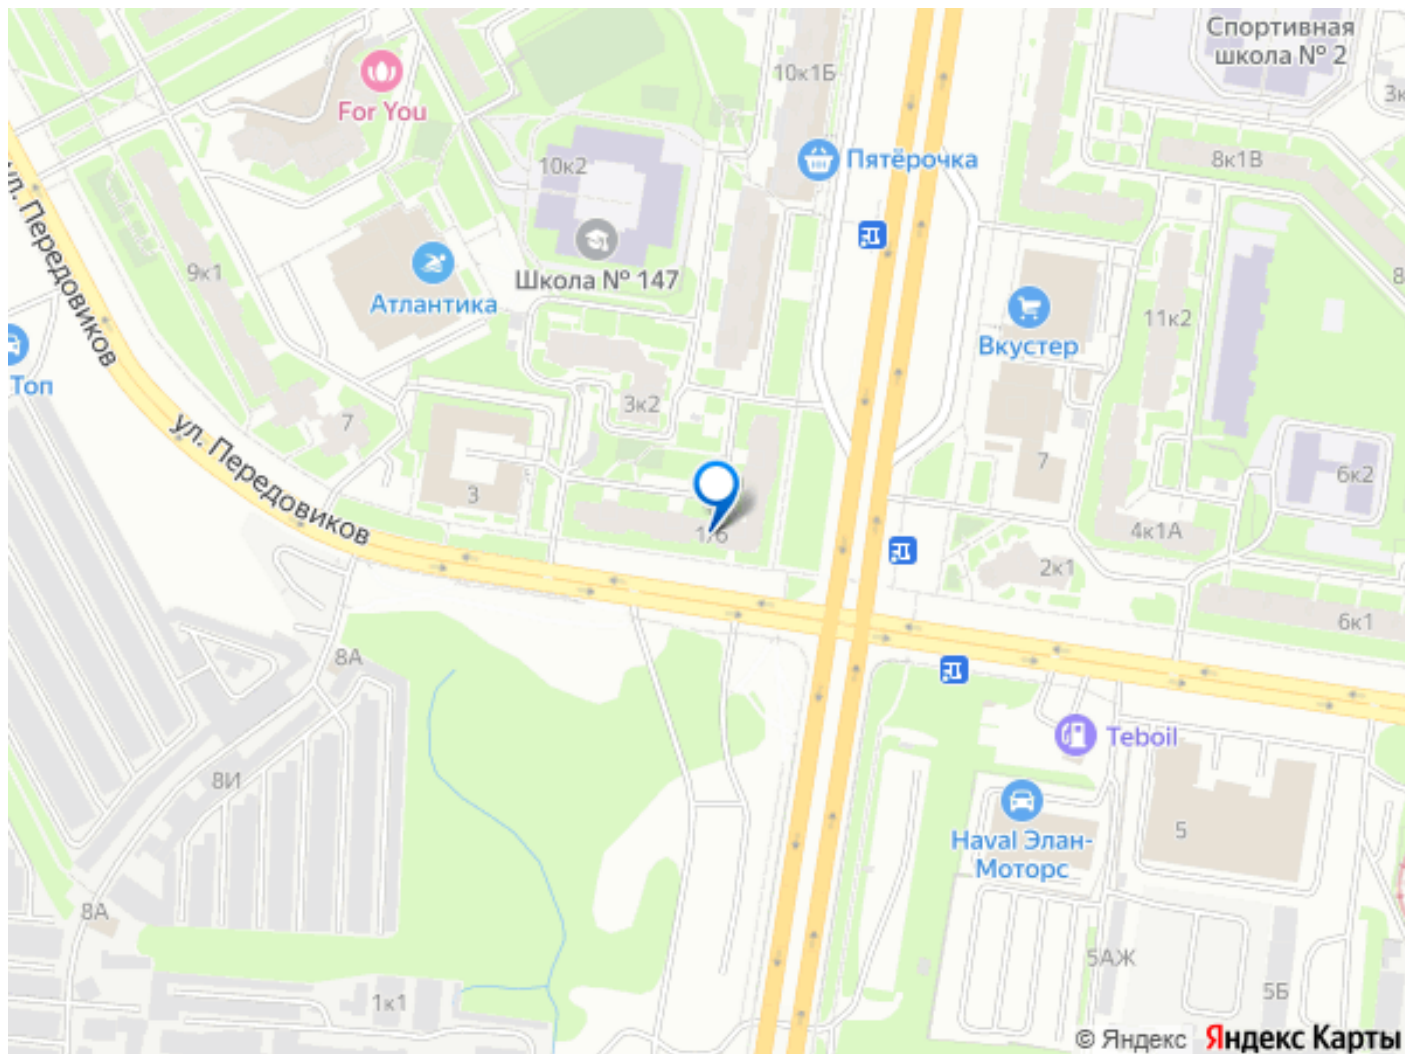 Спортивная
школа № 2
10к1Б
For You
3к
Пятёрочка
8к1В
10к2
ул. Передовиков
9к1
Школа № 147
Атлантика
8
11к2
Вкустер
Топ
3к2
7
ул. Передовиков
7
6к2
3
1/6
4к1А
2к1
6к1
8А
Teboil
8И
5
Haval Элан-
Моторс
8А
5АЖ
5Б
1к1
© Яндекс Яндекс Карты